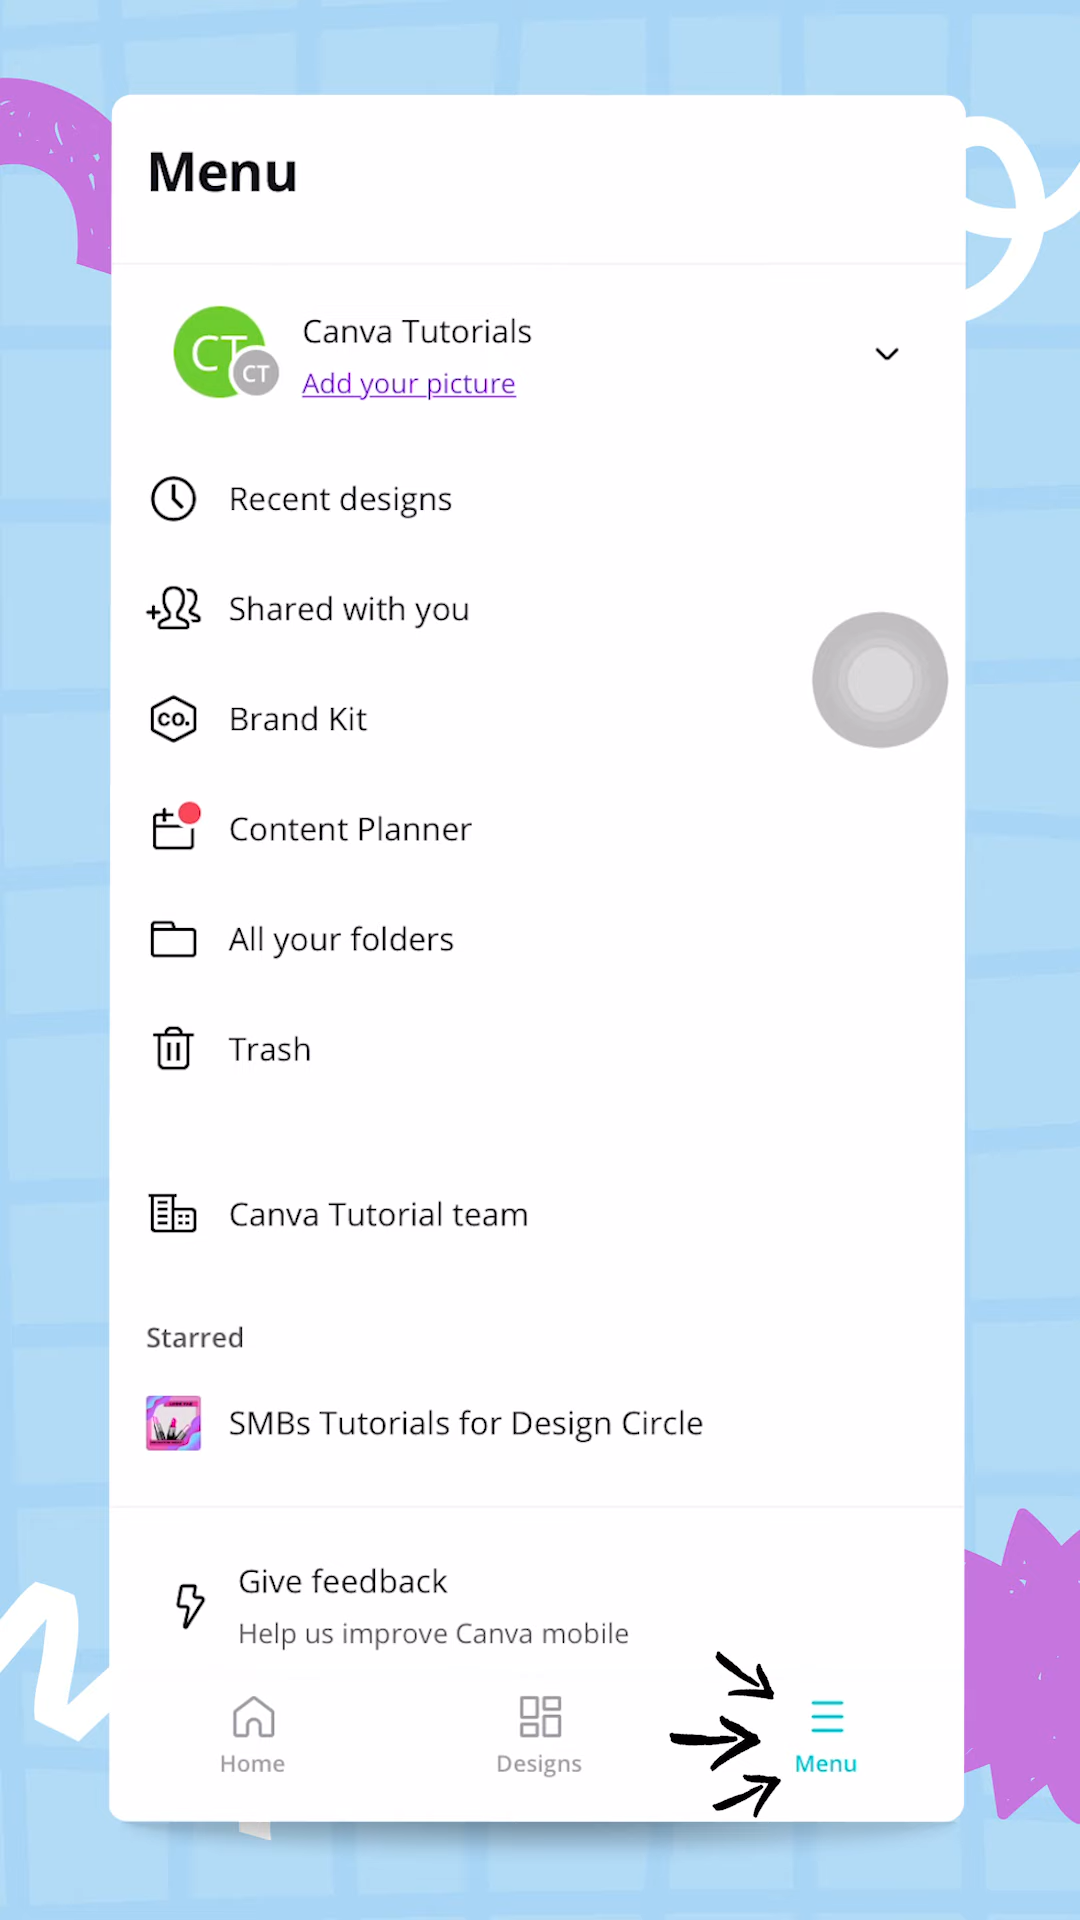 Menu
CT
CT
Canva Tutorials
Add your picture
Recent designs
Shared with you
CO.
Brand Kit
Content Planner
All your folders
Trash
Canva Tutorial team
Starred
SMBs Tutorials for Design Circle
Give feedback
Help us improve Canva mobile
Home
Designs
Menu